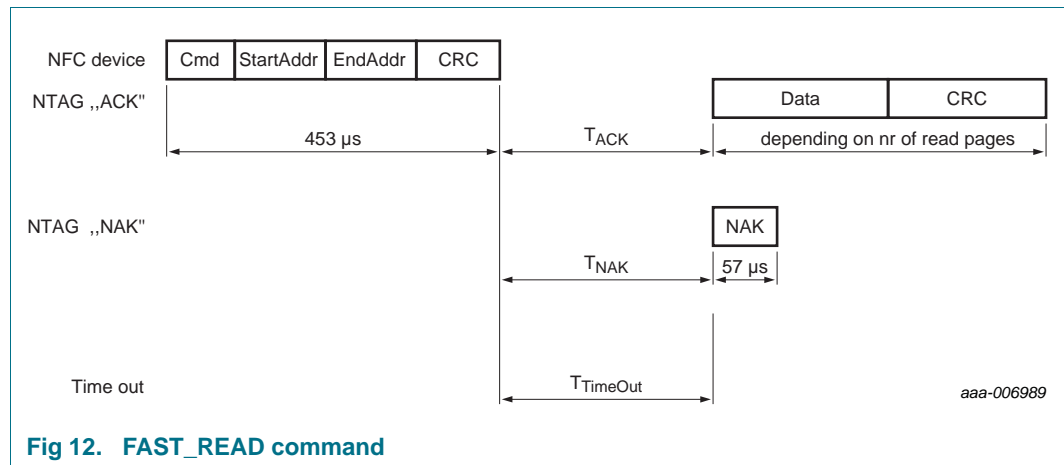 NFC device Cmd StartAddr EndAddr CRC
NTAG ,,ACK" Data CRC
453 µs TACK depending on nr of read pages
NTAG ,,NAK" NAK
TNAK 57 µs
Time out TTimeOut aaa-006989
Fig 12. FAST_READ command